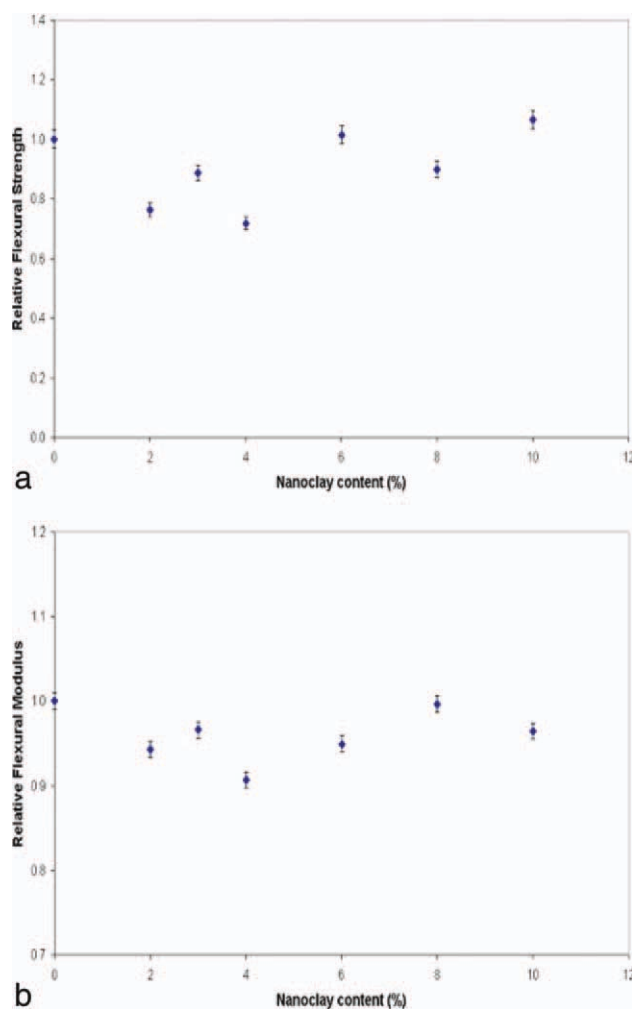 1.4
1.2
1.0
0.8
0.6
0.4
0.2
0.0
Relative Flexural Strength
0 2 4 6 8 10 12
Nanoclay content (%)
a
1.2
1.1
1.0
0.9
0.8
0.7
Relative Flexural Modulus
0 2 4 6 8 10 12
Nanoclay content (%)
b